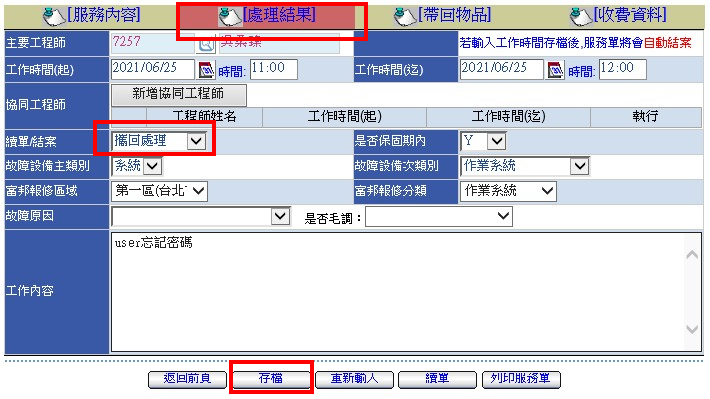 [服務內容] [處理結果] [帶回物品] [收費資料]
主要工程師 7257 若輸入工作時間存檔後,服務單將會自動結案
工作時間(起) 2021/06/25 時間: 11:00 工作時間(迄) 2021/06/25 時間: 12:00
協同工程師 新增協同工程師
工程師姓名 工作時間(起) 工作時間(迄) 執行
續單/結案 攜回處理 是否保固期內 Y
故障設備主類別 系統 故障設備次類別 作業系統
富邦報修區域 第一區(台北 富邦報修分類 作業系統
故障原因 是否毛調：
工作內容 user忘記密碼
返回前頁 存檔 重新輸入 續單 列印服務單